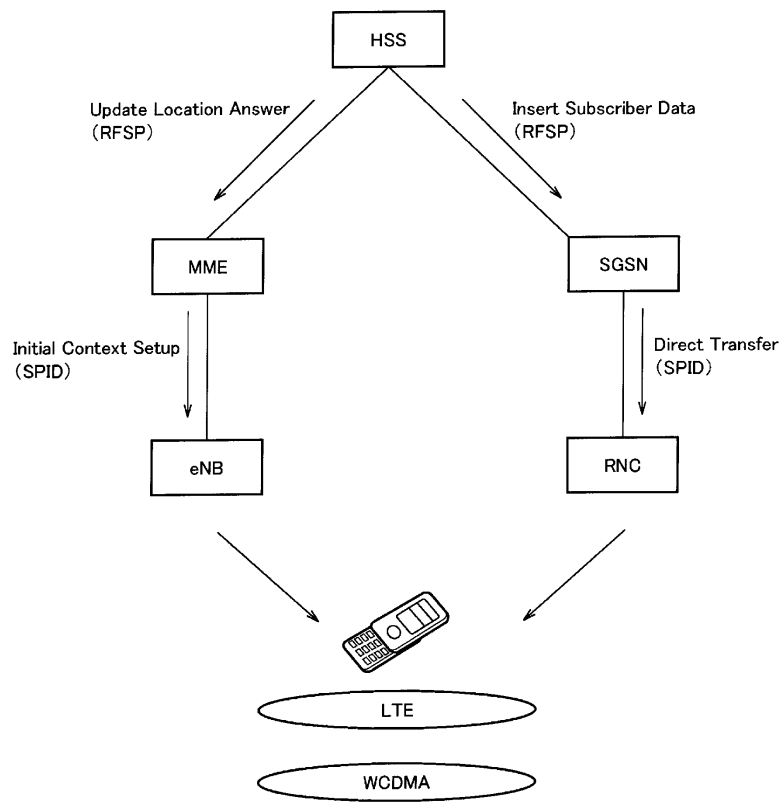 HSS
Update Location Answer
(RFSP)
Insert Subscriber Data
(RFSP)
MME
SGSN
Initial Context Setup
(SPID)
Direct Transfer
(SPID)
eNB
RNC
LTE
WCDMA